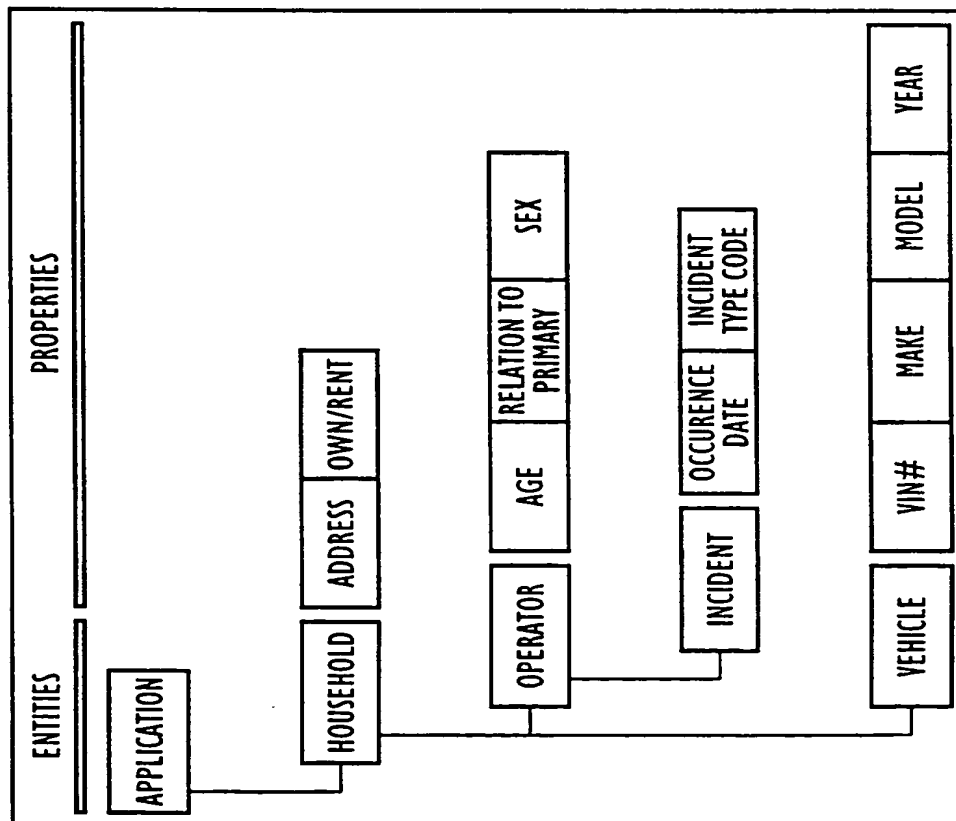 ENTITIES
PROPERTIES
APPLICATION
HOUSEHOLD
ADDRESS
OWN/RENT
OPERATOR
AGE
RELATION TO
PRIMARY
SEX
INCIDENT
OCCURENCE
DATE
INCIDENT
TYPE CODE
VEHICLE
VIN#
MAKE
MODEL
YEAR